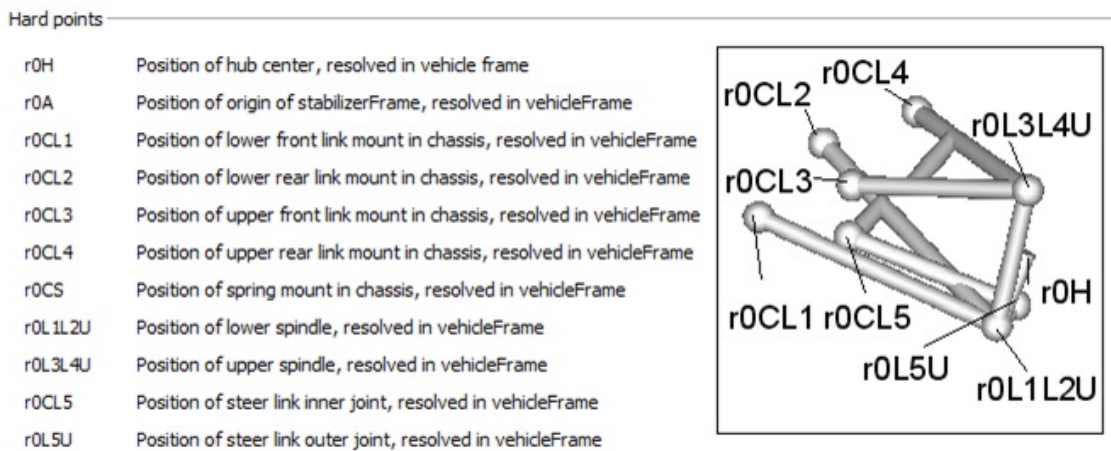 Hard points
r0H Position of hub center, resolved in vehicle frame
r0A Position of origin of stabilizerFrame, resolved in vehicleFrame
r0CL1 Position of lower front link mount in chassis, resolved in vehicleFrame
r0CL2 Position of lower rear link mount in chassis, resolved in vehicleFrame
r0CL3 Position of upper front link mount in chassis, resolved in vehicleFrame
r0CL4 Position of upper rear link mount in chassis, resolved in vehicleFrame
r0CS Position of spring mount in chassis, resolved in vehicleFrame
r0L1L2U Position of lower spindle, resolved in vehicleFrame
r0L3L4U Position of upper spindle, resolved in vehicleFrame
r0CL5 Position of steer link inner joint, resolved in vehicleFrame
r0L5U Position of steer link outer joint, resolved in vehicleFrame
r0CL4
r0CL2
r0L3L4U
r0CL3
r0H
r0CL1 r0CL5
r0L5U
r0L1L2U